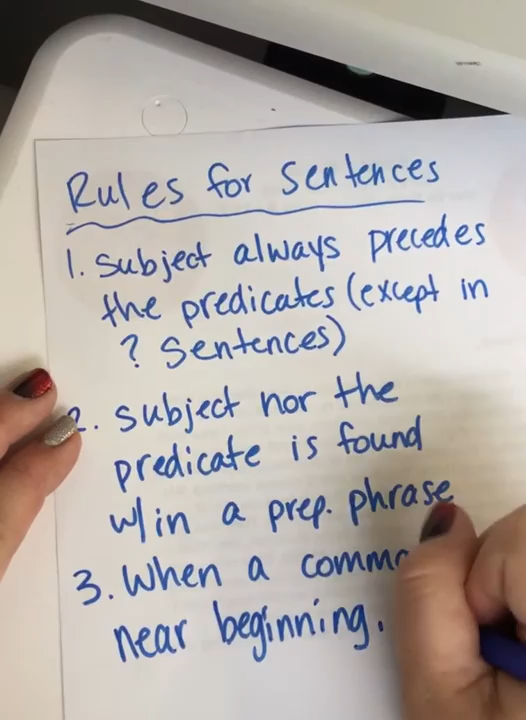 Rules for Sentences
1. subject always precedes
the predicates (except in
? Sentences)
2. subject nor the
predicate is found
w/in a prep. phrase
3. When a
near beginning.